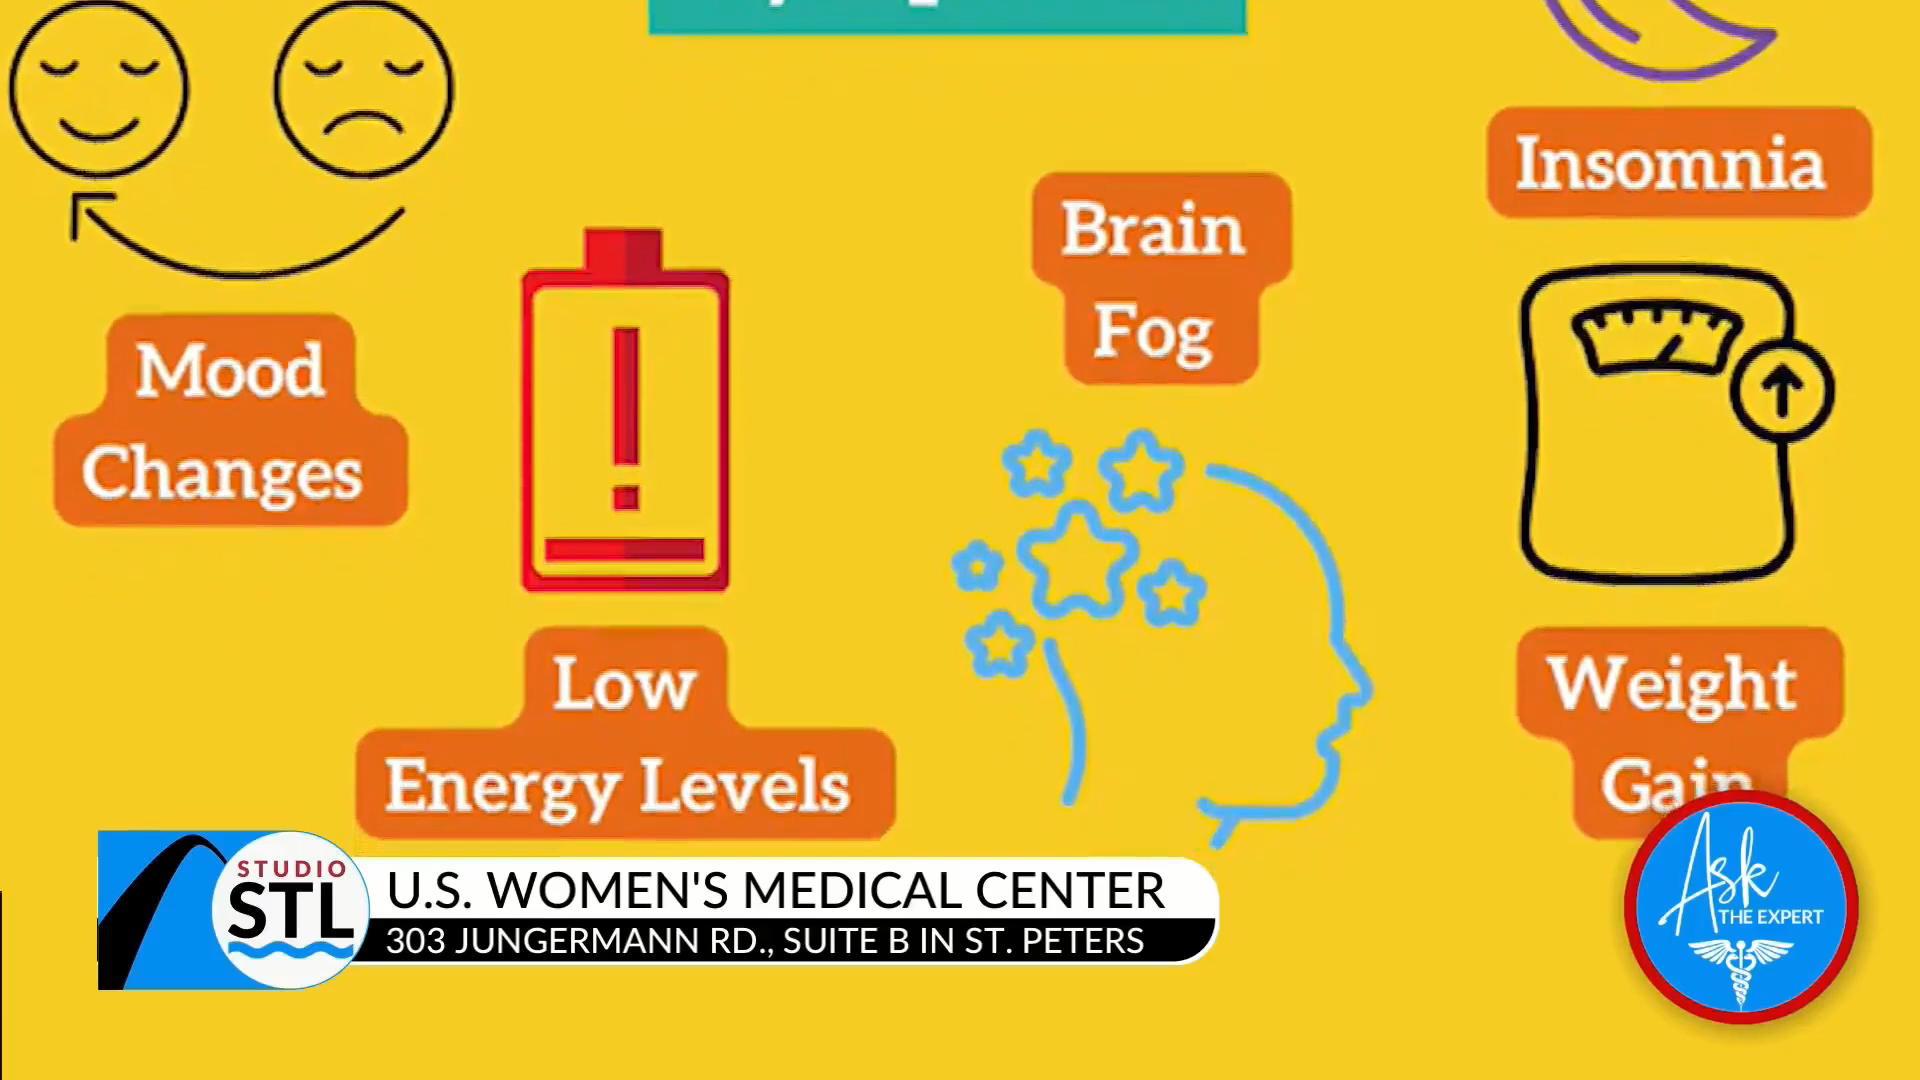 Insomnia
Brain
Fog
Mood
Changes
Low
Energy Levels
Weight
Gain
STUDIO
STL
U.S. WOMEN'S MEDICAL CENTER
303 JUNGERMANN RD., SUITE B IN ST. PETERS
Ask
THE EXPERT